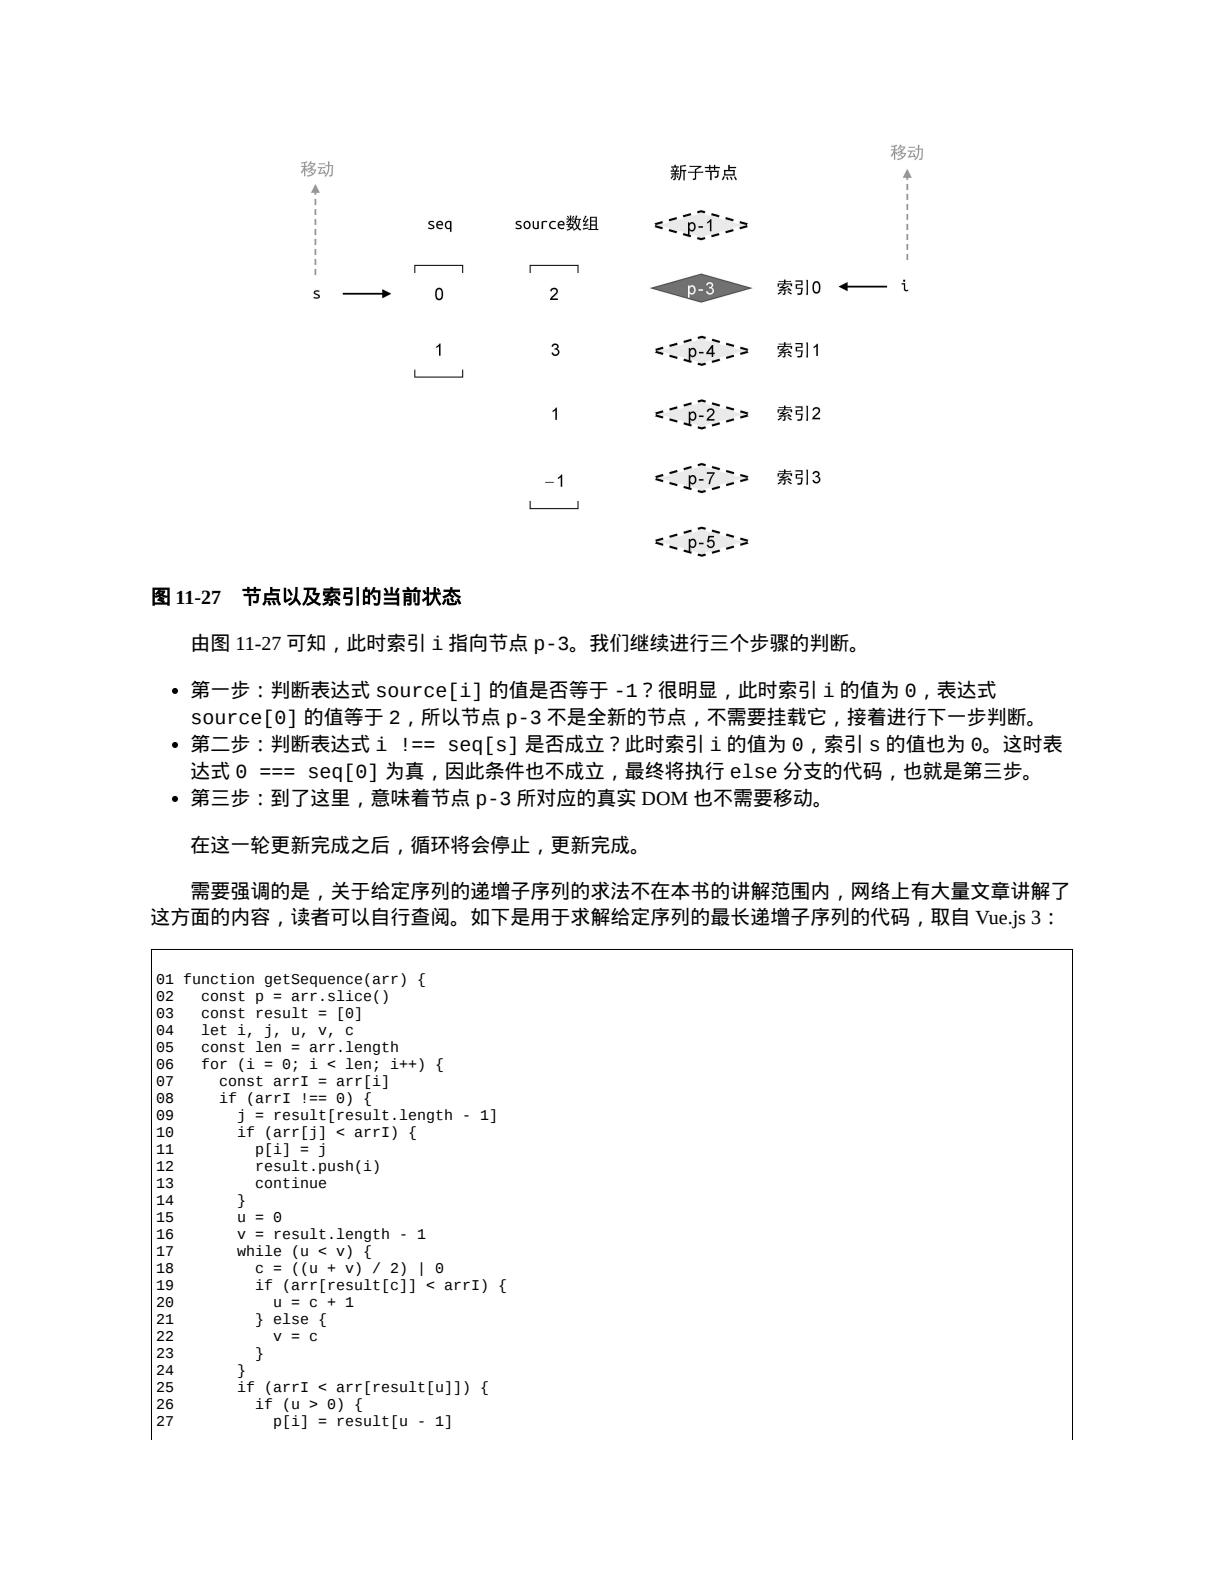 移动
移动
新子节点
seq
source数组
p-1
s
0
2
p-3
索引0
i
1
3
p-4
索引1
1
p-2
索引2
−1
p-7
索引3
p-5
图 11-27　节点以及索引的当前状态
由图 11-27 可知，此时索引 i 指向节点 p-3。我们继续进行三个步骤的判断。
• 第一步：判断表达式 source[i] 的值是否等于 -1？很明显，此时索引 i 的值为 0，表达式
source[0] 的值等于 2，所以节点 p-3 不是全新的节点，不需要挂载它，接着进行下一步判断。
• 第二步：判断表达式 i !== seq[s] 是否成立？此时索引 i 的值为 0，索引 s 的值也为 0。这时表
达式 0 === seq[0] 为真，因此条件也不成立，最终将执行 else 分支的代码，也就是第三步。
• 第三步：到了这里，意味着节点 p-3 所对应的真实 DOM 也不需要移动。
在这一轮更新完成之后，循环将会停止，更新完成。
需要强调的是，关于给定序列的递增子序列的求法不在本书的讲解范围内，网络上有大量文章讲解了
这方面的内容，读者可以自行查阅。如下是用于求解给定序列的最长递增子序列的代码，取自 Vue.js 3：
01 function getSequence(arr) {
02   const p = arr.slice()
03   const result = [0]
04   let i, j, u, v, c
05   const len = arr.length
06   for (i = 0; i < len; i++) {
07     const arrI = arr[i]
08     if (arrI !== 0) {
09       j = result[result.length - 1]
10       if (arr[j] < arrI) {
11         p[i] = j
12         result.push(i)
13         continue
14       }
15       u = 0
16       v = result.length - 1
17       while (u < v) {
18         c = ((u + v) / 2) | 0
19         if (arr[result[c]] < arrI) {
20           u = c + 1
21         } else {
22           v = c
23         }
24       }
25       if (arrI < arr[result[u]]) {
26         if (u > 0) {
27           p[i] = result[u - 1]